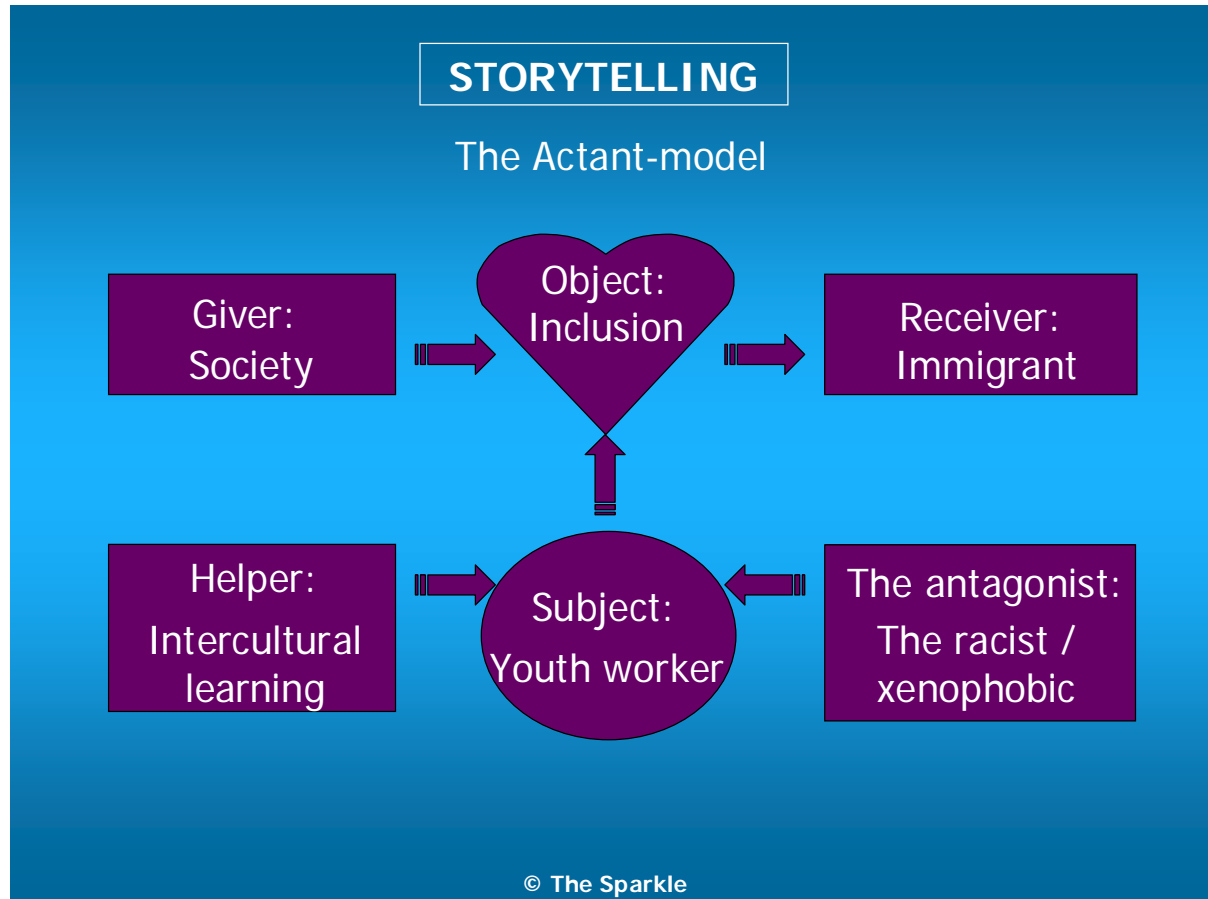 STORYTELLING
The Actant-model
Giver:
Society
Object:
Inclusion
Receiver:
Immigrant
Helper:
Intercultural
learning
Subject:
Youth worker
The antagonist:
The racist /
xenophobic
© The Sparkle